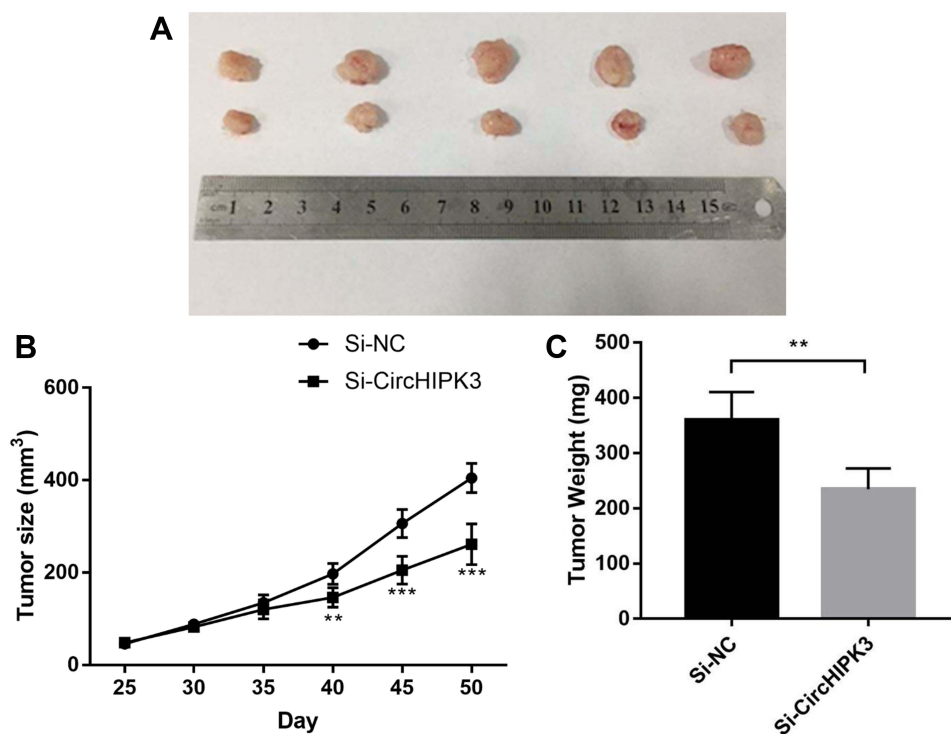 A
cm 1 2 3 4 5 6 7 8 9 10 11 12 13 14 15
B
Si-NC
Si-CircHIPK3
Tumor size (mm³)
600
400
200
0
**
***
***
25 30 35 40 45 50
Day
C
Tumor Weight (mg)
500
400
300
200
100
0
**
Si-NC
Si-CircHIPK3